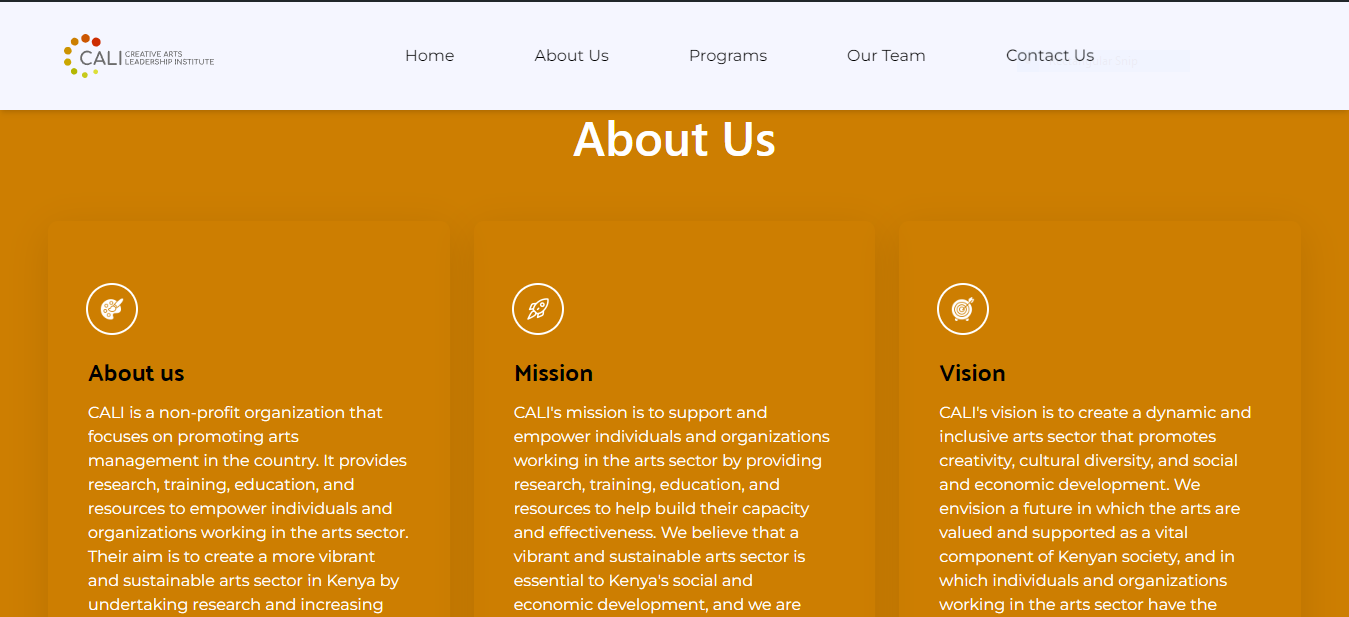 CALI CREATIVE ARTS
LEADERSHIP INSTITUTE
Home
About Us
Programs
Our Team
Contact Us
About Us
About us
CALI is a non-profit organization that
focuses on promoting arts
management in the country. It provides
research, training, education, and
resources to empower individuals and
organizations working in the arts sector.
Their aim is to create a more vibrant
and sustainable arts sector in Kenya by
undertaking research and increasing
Mission
CALI's mission is to support and
empower individuals and organizations
working in the arts sector by providing
research, training, education, and
resources to help build their capacity
and effectiveness. We believe that a
vibrant and sustainable arts sector is
essential to Kenya's social and
economic development, and we are
Vision
CALI's vision is to create a dynamic and
inclusive arts sector that promotes
creativity, cultural diversity, and social
and economic development. We
envision a future in which the arts are
valued and supported as a vital
component of Kenyan society, and in
which individuals and organizations
working in the arts sector have the